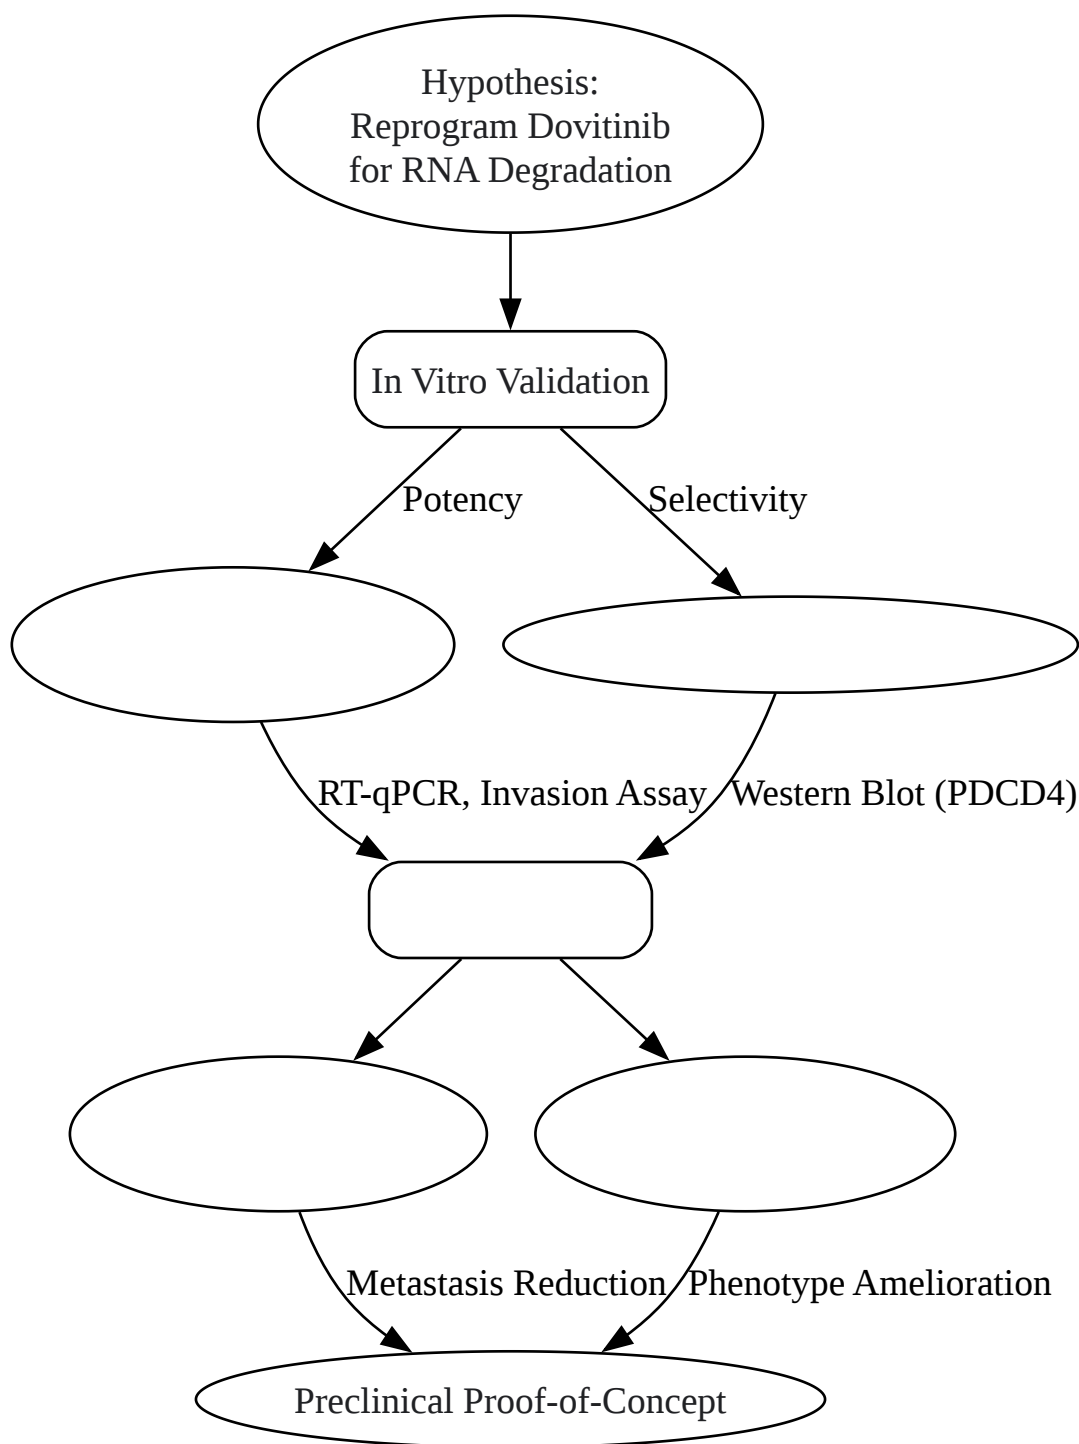 Hypothesis:
Reprogram Dovitinib
for RNA Degradation
In Vitro Validation
Potency
Selectivity
RT-qPCR, Invasion Assay
Western Blot (PDCD4)
Metastasis Reduction
Phenotype Amelioration
Preclinical Proof-of-Concept